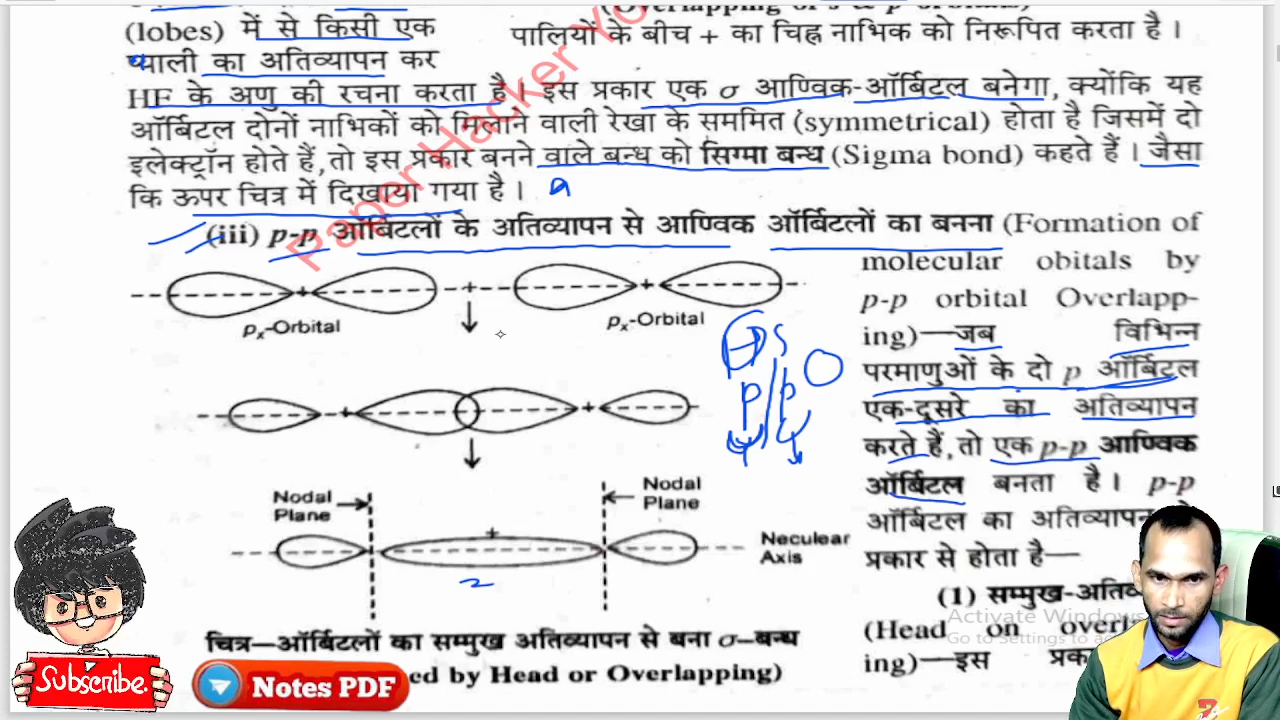 (lobes) में से किसी एक
पाली का अतिव्यापन कर
पालियों के बीच + का चिह्न नाभिक को निरूपित करता है।
HF के अणु की रचना करता है। इस प्रकार एक σ आण्विक-ऑर्बिटल बनेगा, क्योंकि यह
ऑर्बिटल दोनों नाभिकों को मिलाने वाली रेखा के सममित (symmetrical) होता है जिसमें दो
इलेक्ट्रॉन होते हैं, तो इस प्रकार बनने वाले बन्ध को सिग्मा बन्ध (Sigma bond) कहते हैं। जैसा
कि ऊपर चित्र में दिखाया गया है।
(iii) p-p ऑर्बिटलों के अतिव्यापन से आण्विक ऑर्बिटलों का बनना (Formation of
molecular obitals by
p-p orbital Overlapp-
ing)—जब विभिन्न
परमाणुओं के दो p ऑर्बिटल
एक-दूसरे का अतिव्यापन
करते हैं, तो एक p-p आण्विक
ऑर्बिटल बनता है। p-p
ऑर्बिटल का अतिव्यापन
प्रकार से होता है—
(1) सम्मुख-अति
(Head on over
ing)—इस
px-Orbital
px-Orbital
Nodal
Plane
Nodal
Plane
Neculear
Axis
चित्र—ऑर्बिटलों का सम्मुख अतिव्यापन से बना σ–बन्ध
ed by Head or Overlapping)
Paper Hacker
Activate Windows
Go to Settings to
Subscribe.
Notes PDF